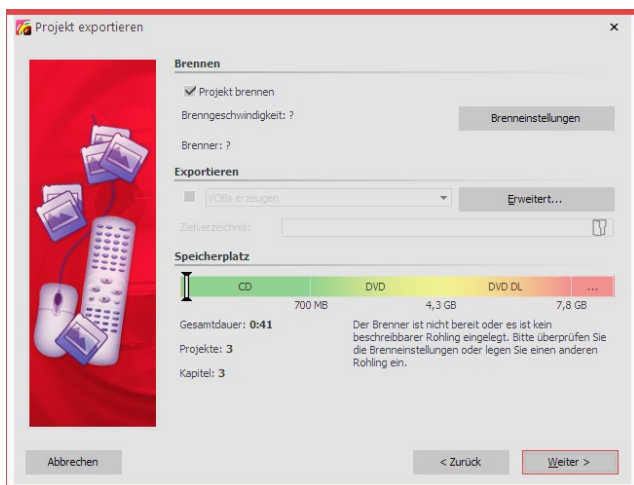 Projekt exportieren
Brennen
Projekt brennen
Brenngeschwindigkeit: ?
Brenneinstellungen
Brenner: ?
Exportieren
VOBs erzeugen
Erweitert...
Zielverzeichnis:
Speicherplatz
CD DVD DVD DL ...
700 MB 4,3 GB 7,8 GB
Gesamtdauer: 0:41
Projekte: 3
Kapitel: 3
Der Brenner ist nicht bereit oder es ist kein
beschreibbarer Rohling eingelegt. Bitte überprüfen Sie
die Brenneinstellungen oder legen Sie einen anderen
Rohling ein.
Abbrechen
< Zurück
Weiter >